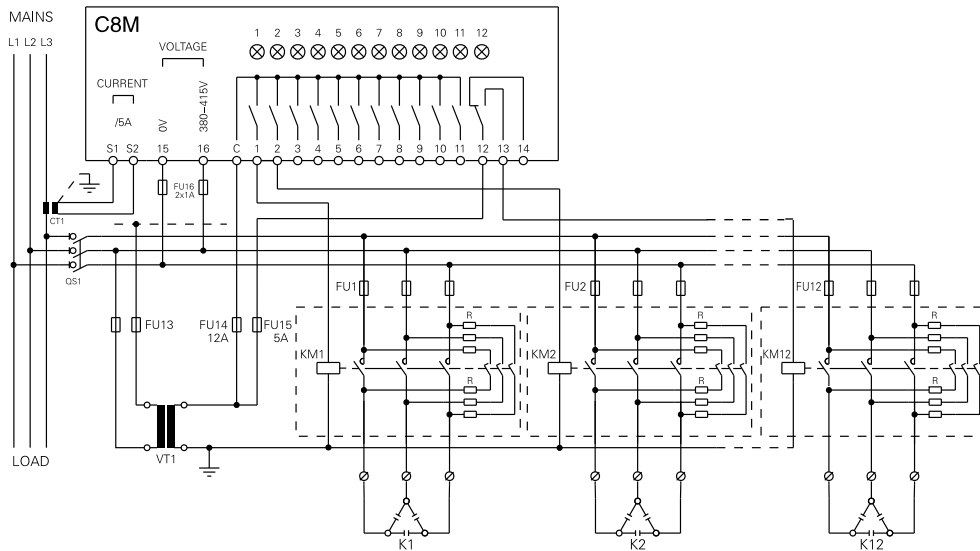 MAINS
L1 L2 L3
C8M
VOLTAGE
CURRENT
/5A
0V
380–415V
1 2 3 4 5 6 7 8 9 10 11 12
S1 S2 15 16 C 1 2 3 4 5 6 7 8 9 10 11 12 13 14
FU16
2x1A
CT1
QS1
FU1
FU2
FU12
FU13
FU14
12A
FU15
5A
R
R
R
KM1
KM2
KM12
R
R
R
LOAD
VT1
K1
K2
K12